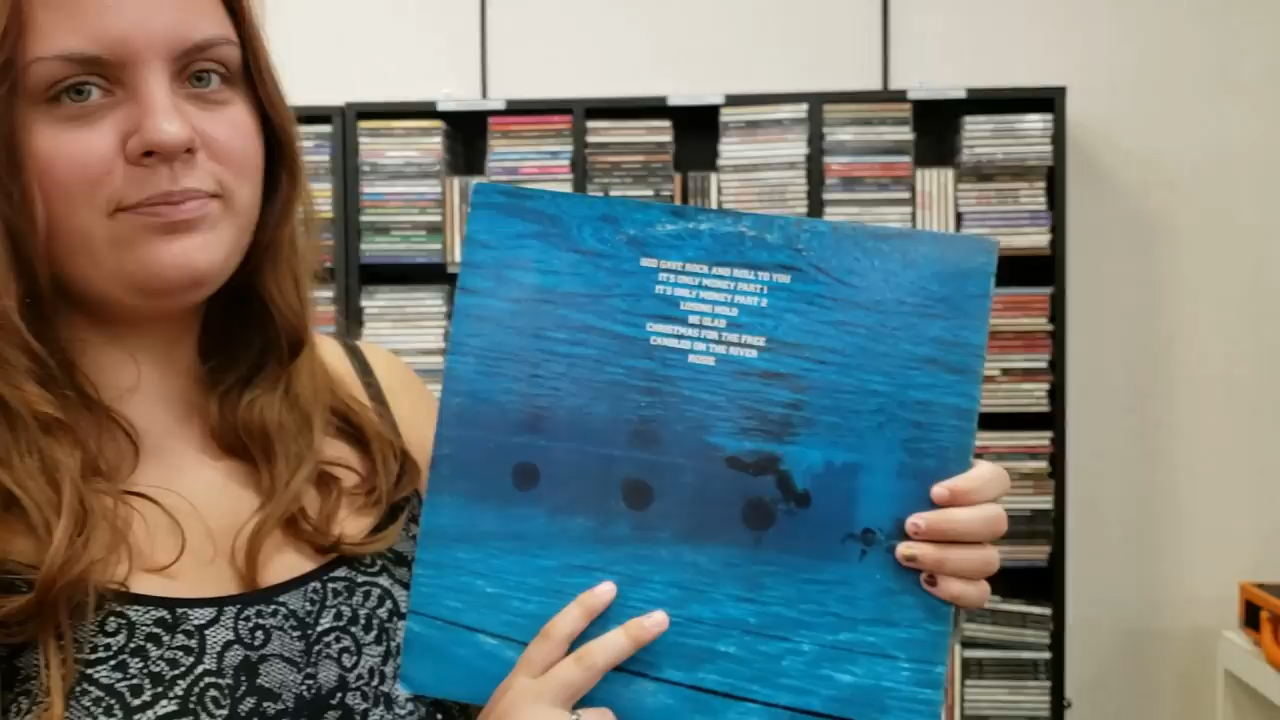 GOD GAVE ROCK AND ROLL TO YOU
IT'S ONLY MONEY PART 1
IT'S ONLY MONEY PART 2
LOSING HOLD
BE GLAD
CHRISTMAS FOR THE FREE
CANDLES ON THE RIVER
ROSIE